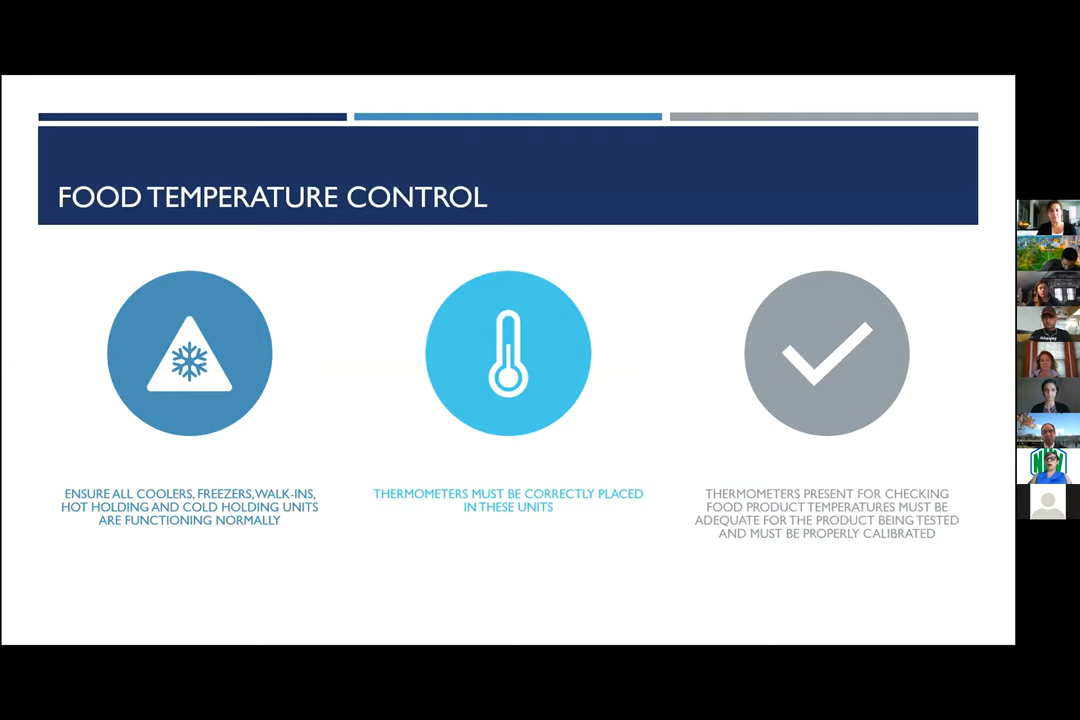 FOOD TEMPERATURE CONTROL
ENSURE ALL COOLERS, FREEZERS, WALK-INS,
HOT HOLDING AND COLD HOLDING UNITS
ARE FUNCTIONING NORMALLY
THERMOMETERS MUST BE CORRECTLY PLACED
IN THESE UNITS
THERMOMETERS PRESENT FOR CHECKING
FOOD PRODUCT TEMPERATURES MUST BE
ADEQUATE FOR THE PRODUCT BEING TESTED
AND MUST BE PROPERLY CALIBRATED